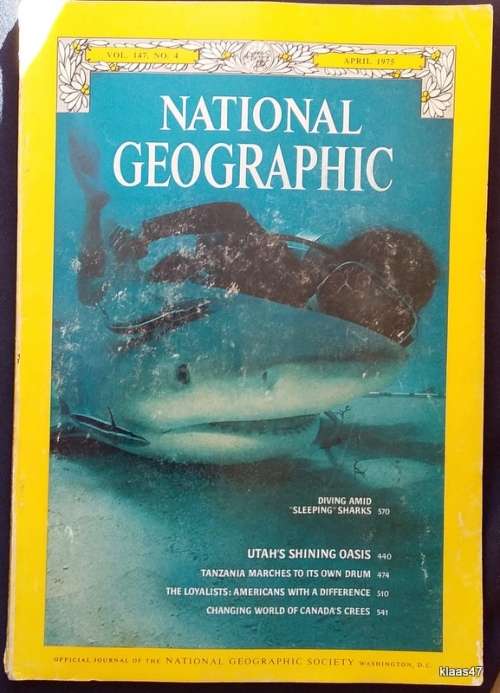 VOL. 147, NO. 4
APRIL 1975
NATIONAL
GEOGRAPHIC
DIVING AMID
"SLEEPING" SHARKS 570
UTAH'S SHINING OASIS 440
TANZANIA MARCHES TO ITS OWN DRUM 474
THE LOYALISTS: AMERICANS WITH A DIFFERENCE 510
CHANGING WORLD OF CANADA'S CREES 541
OFFICIAL JOURNAL OF THE NATIONAL GEOGRAPHIC SOCIETY WASHINGTON, D.C.
klaas47